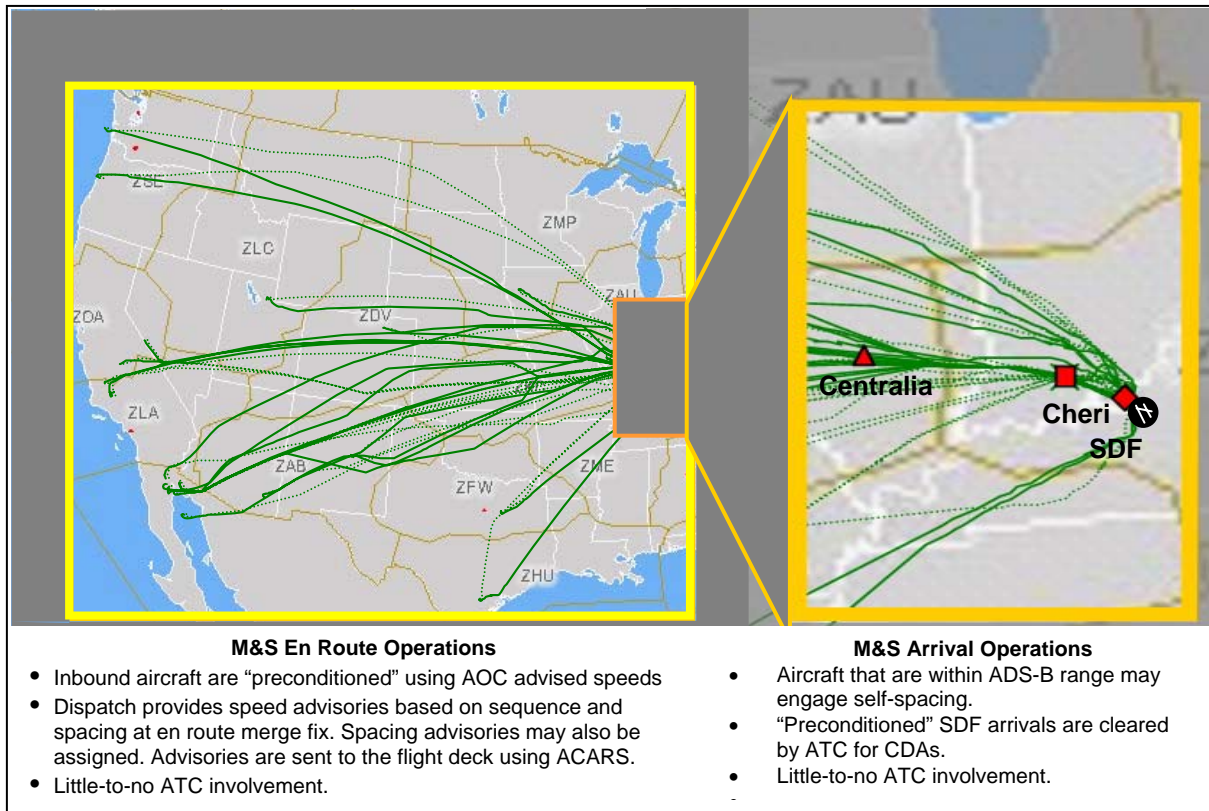 ZAU
ZSE
ZMP
ZLC
ZAU
ZOA
ZDV
ZLA
ZAB
ZME
ZFW
ZHU
ZAU
Centralia
Cheri
SDF
M&S En Route Operations
• Inbound aircraft are “preconditioned” using AOC advised speeds
• Dispatch provides speed advisories based on sequence and
spacing at en route merge fix. Spacing advisories may also be
assigned. Advisories are sent to the flight deck using ACARS.
• Little-to-no ATC involvement.
M&S Arrival Operations
• Aircraft that are within ADS-B range may
engage self-spacing.
• “Preconditioned” SDF arrivals are cleared
by ATC for CDAs.
• Little-to-no ATC involvement.
•